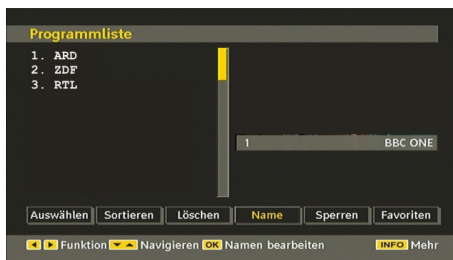 Programmliste
1. ARD
2. ZDF
3. RTL
1 BBC ONE
Auswählen Sortieren Löschen Name Sperren Favoriten
Funktion Navigieren OK Namen bearbeiten INFO Mehr